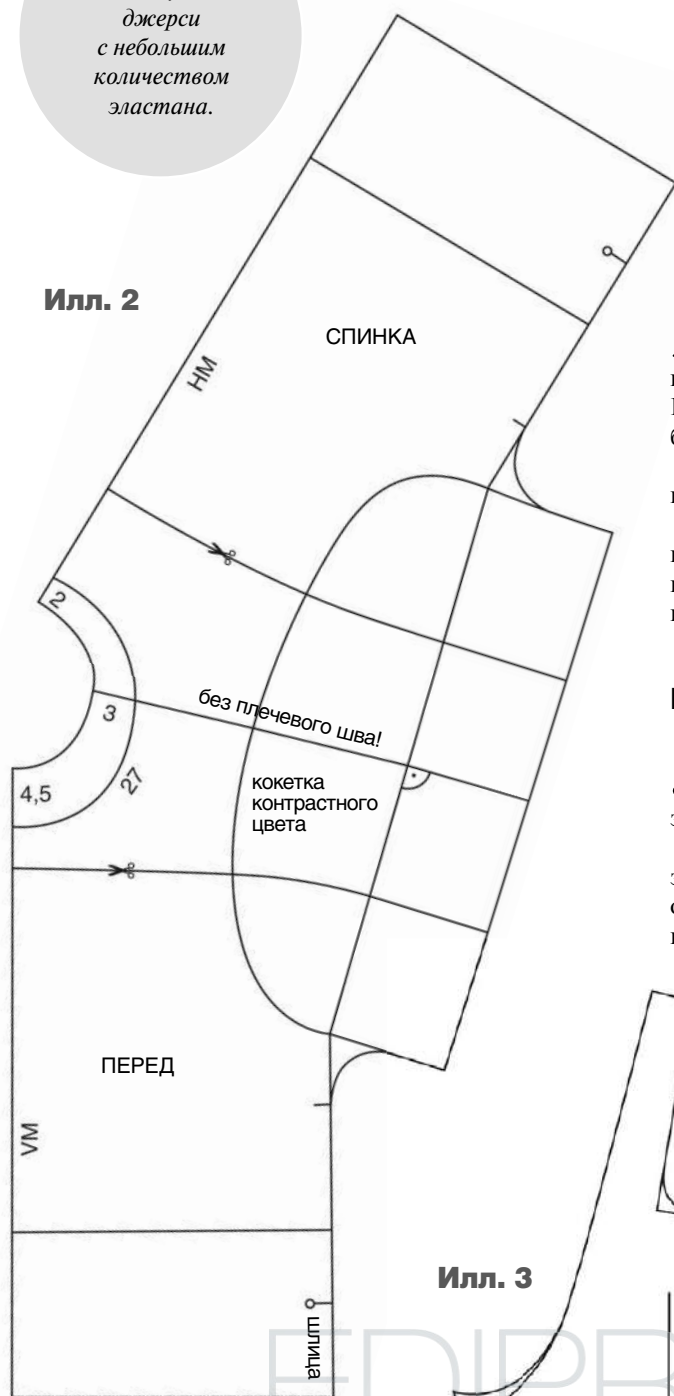 джерси
с небольшим
количеством
эластана.
Илл. 2
СПИНКА
НМ
2
без плечевого шва!
3
4,5
27
кокетка
контрастного
цвета
ПЕРЕД
VM
Илл. 3
шлица